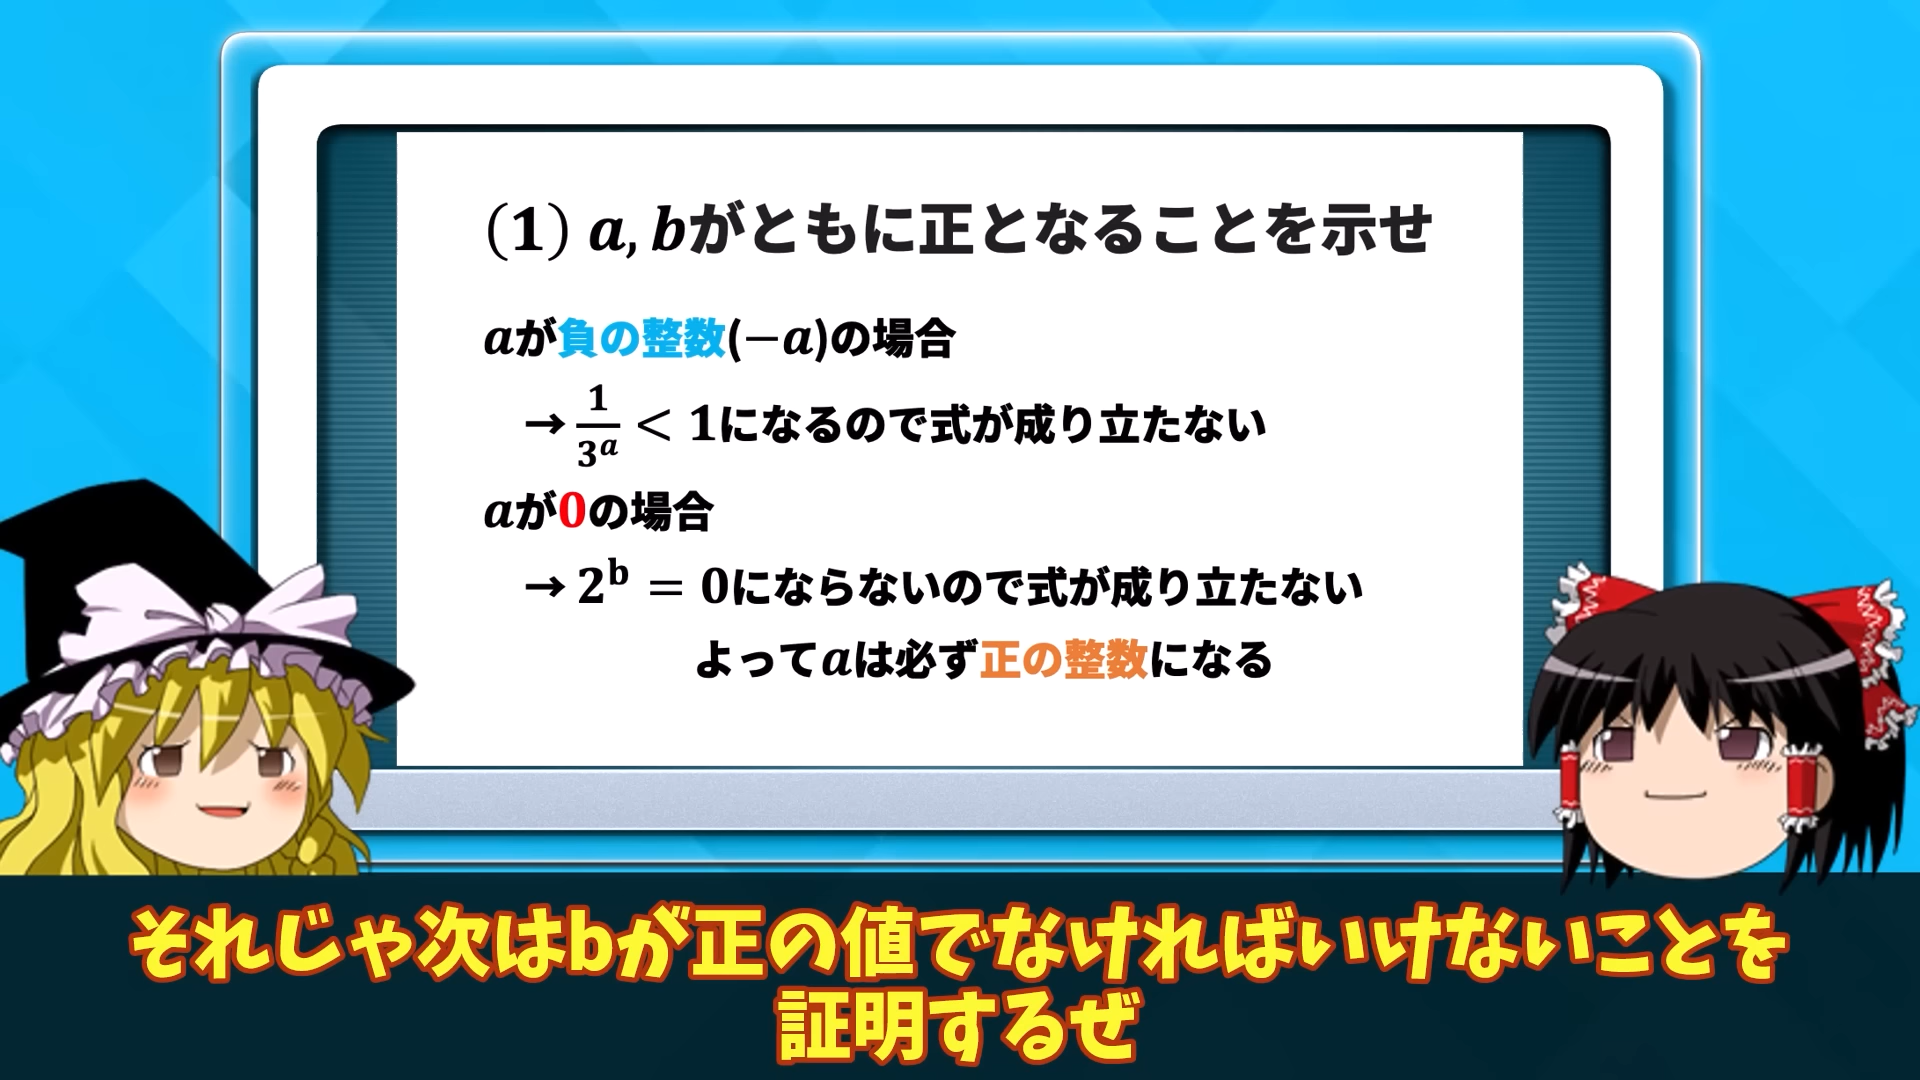 (1) a, bがともに正となることを示せ
aが負の整数(−a)の場合
→ 1/3^a < 1になるので式が成り立たない
aが0の場合
→ 2^b = 0にならないので式が成り立たない
よってaは必ず正の整数になる
それじゃ次はbが正の値でなければいけないことを
証明するぜ